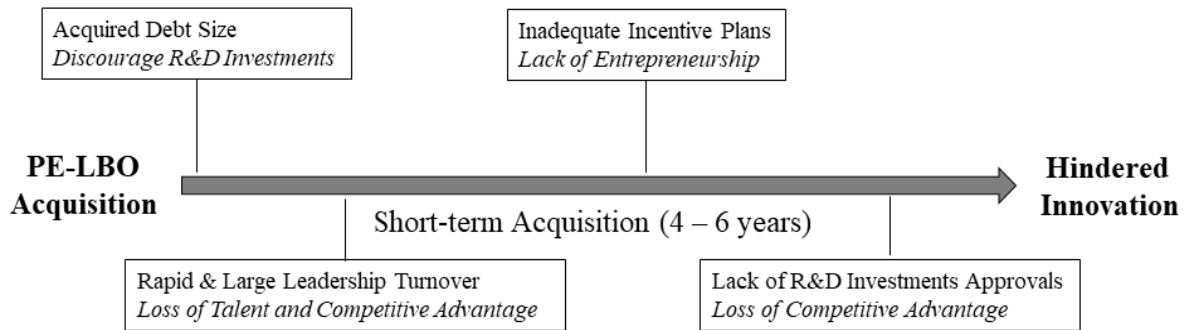 Acquired Debt Size
Discourage R&D Investments
Inadequate Incentive Plans
Lack of Entrepreneurship
PE-LBO
Acquisition
Short-term Acquisition (4 – 6 years)
Hindered
Innovation
Rapid & Large Leadership Turnover
Loss of Talent and Competitive Advantage
Lack of R&D Investments Approvals
Loss of Competitive Advantage